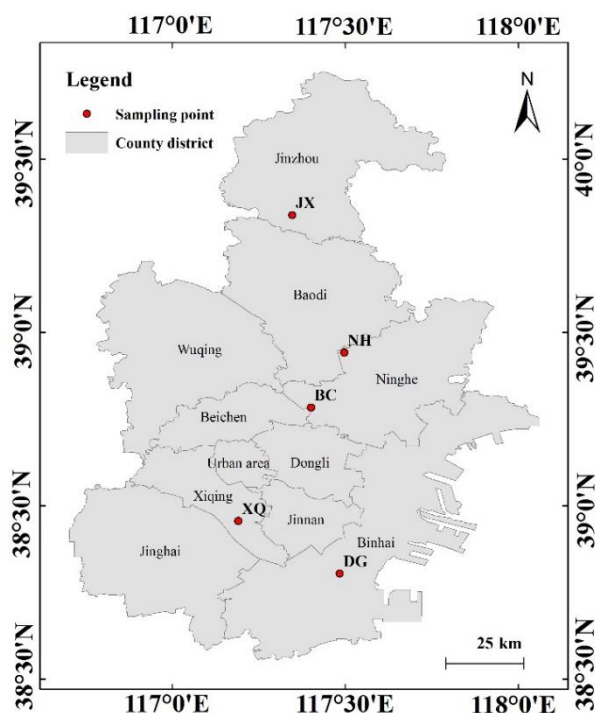 117°0'E 117°30'E 118°0'E
Legend
N
Sampling point
County district
39°30'N
40°0'N
Jinzhou
JX
Baodi
39°0'N
NH
39°30'N
Wuqing
Ninghe
BC
Beichen
Urban area
Dongli
Xiqing
38°30'N
XQ
39°0'N
Jinnan
Binhai
Jinghai
DG
25 km
38°30'N
38°30'N
117°0'E 117°30'E 118°0'E